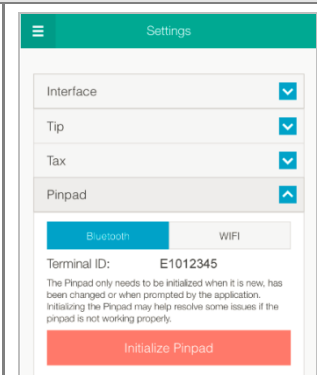 Settings
Interface
Tip
Tax
Pinpad
Bluetooth WIFI
Terminal ID: E1012345
The Pinpad only needs to be initialized when it is new, has
been changed or when prompted by the application.
Initializing the Pinpad may help resolve some issues if the
pinpad is not working properly.
Initialize Pinpad